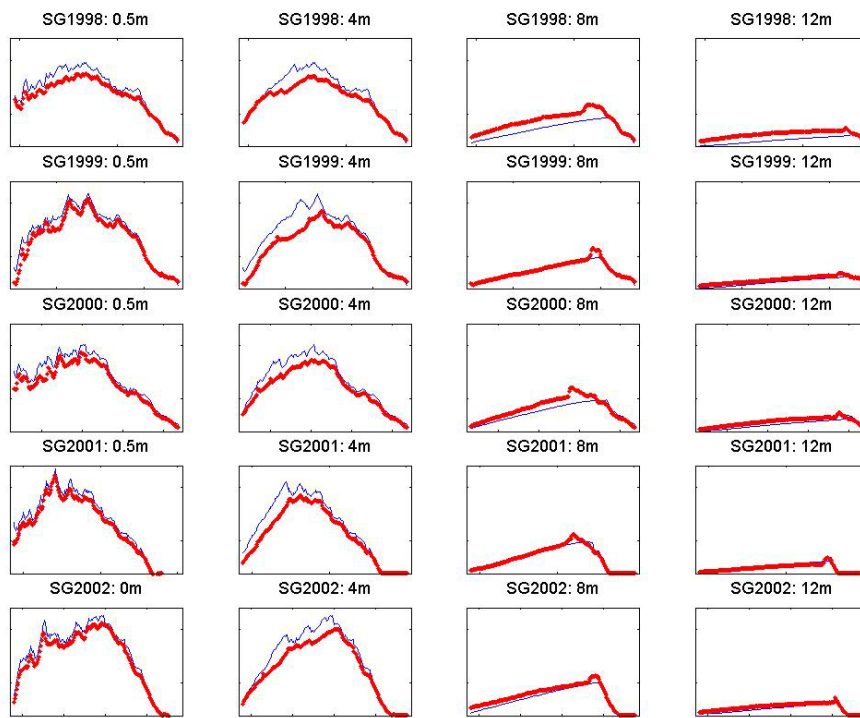 SG1998: 0.5m
SG1998: 4m
SG1998: 8m
SG1998: 12m
SG1999: 0.5m
SG1999: 4m
SG1999: 8m
SG1999: 12m
SG2000: 0.5m
SG2000: 4m
SG2000: 8m
SG2000: 12m
SG2001: 0.5m
SG2001: 4m
SG2001: 8m
SG2001: 12m
SG2002: 0m
SG2002: 4m
SG2002: 8m
SG2002: 12m